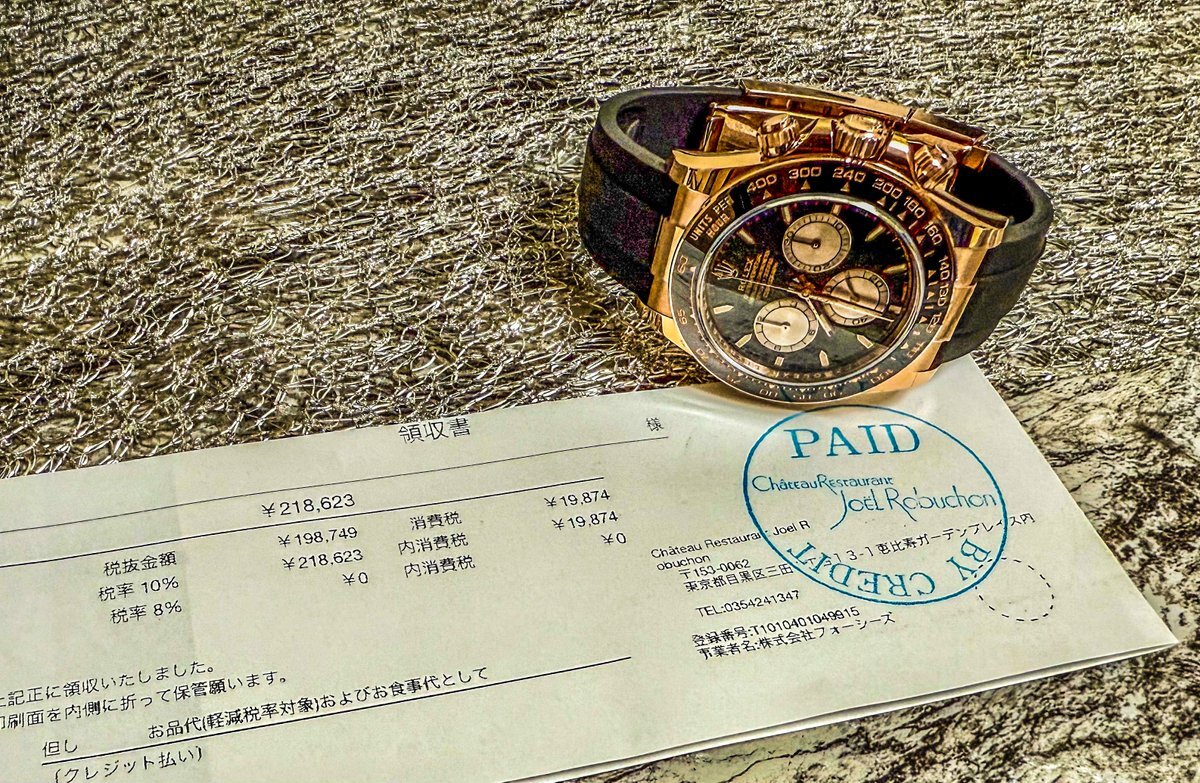 400 300 240 200 180 160 140
UNITS PER
HOUR
ROLEX
領収書
様
¥218,623
税抜金額 ¥198,749 消費税 ¥19,874
税率 10% ¥218,623 内消費税 ¥19,874
税率 8% ¥0 内消費税 ¥0
記正に領収いたしました。
刷面を内側に折って保管願います。
但し お品代(軽減税率対象)およびお食事代として
(クレジット払い)
PAID
Château Restaurant
Joël Robuchon
BY CREDIT
Château Restaurant Joel R
obuchon
〒153-0062
東京都目黒区三田 13-1 恵比寿ガーデンプレイス内
TEL:0354241347
登録番号:T1010401049915
事業者名:株式会社フォーシーズ